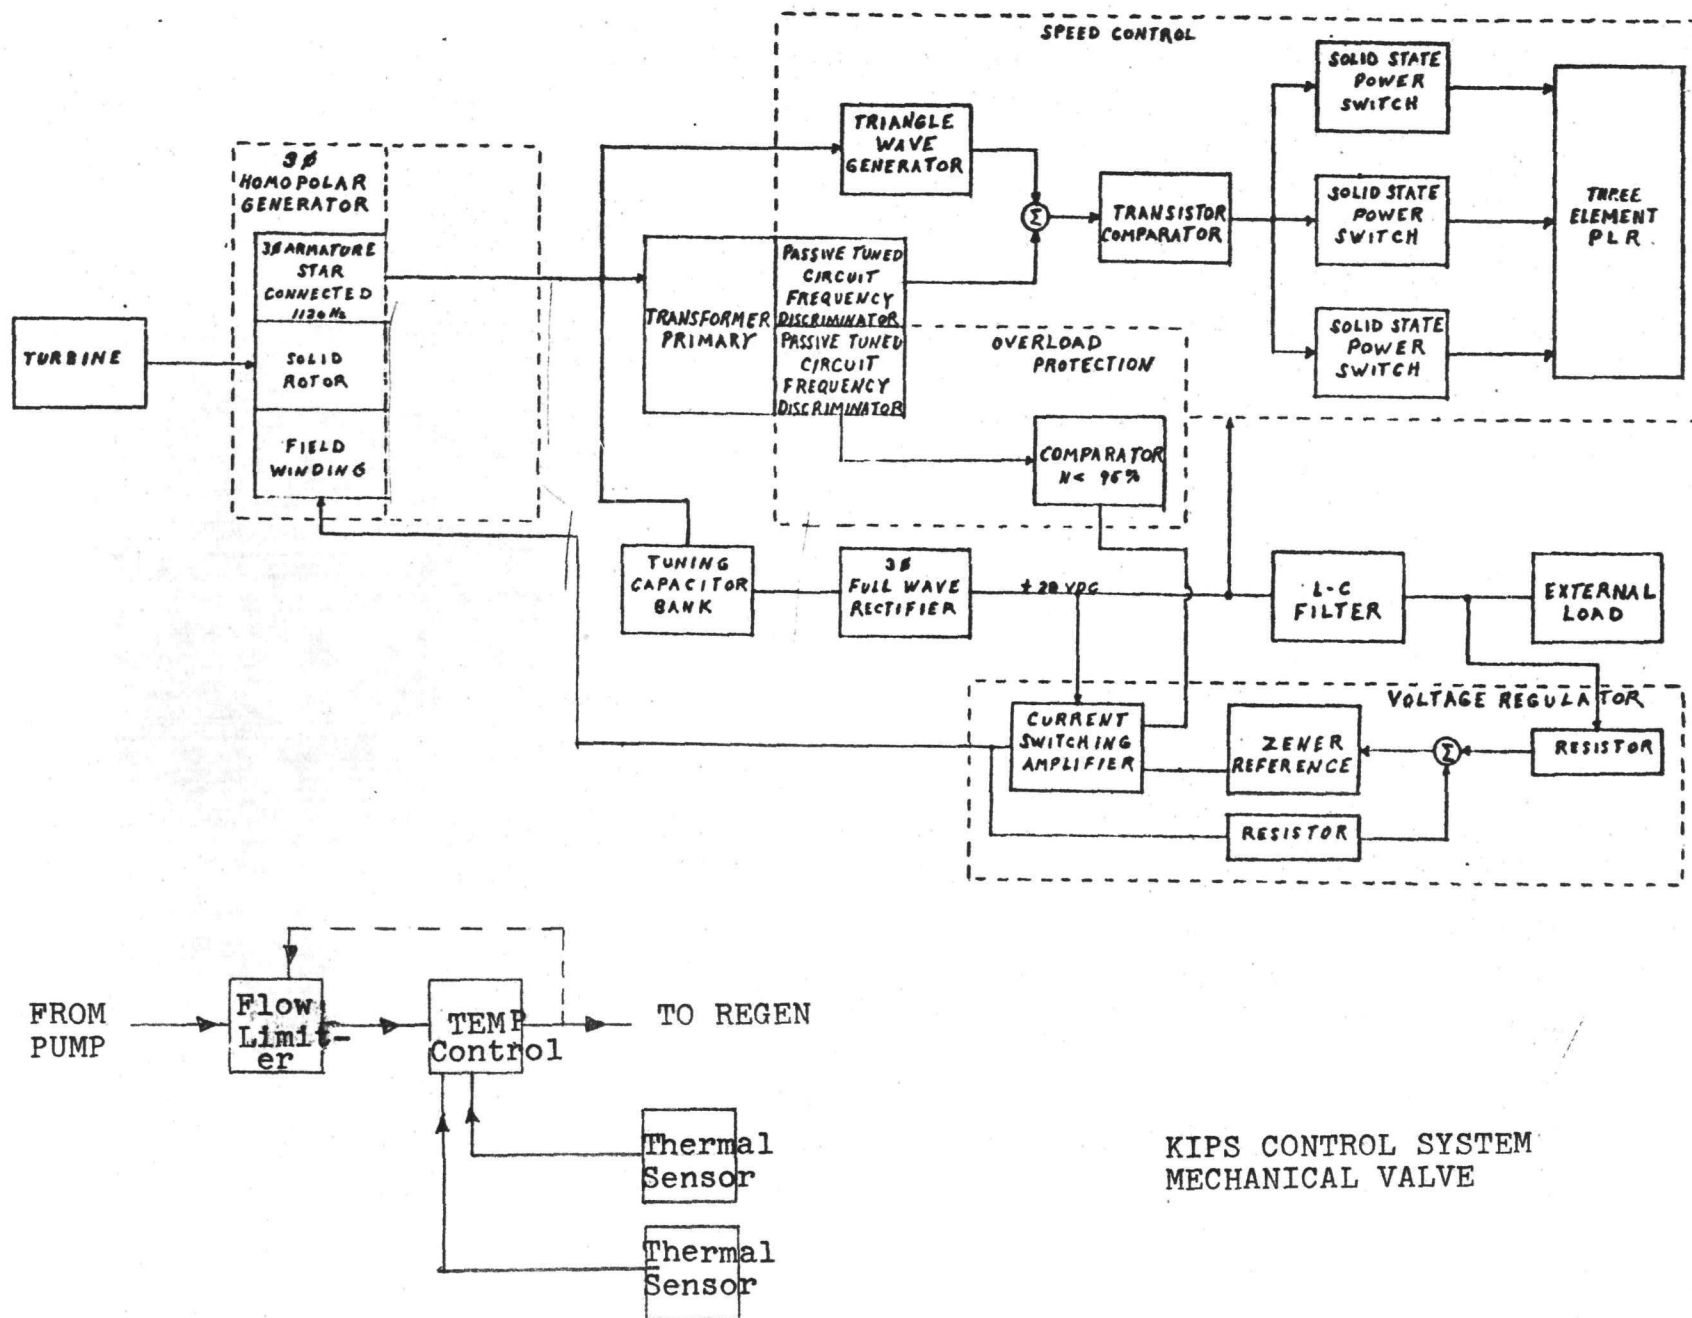 SPEED CONTROL
SOLID STATE
POWER
SWITCH
TRIANGLE
WAVE
GENERATOR
3Ø
HOMOPOLAR
GENERATOR
SOLID STATE
POWER
SWITCH
THREE
ELEMENT
PLR
Σ
TRANSISTOR
COMPARATOR
3Ø ARMATURE
STAR
CONNECTED
1130 Hz
PASSIVE TUNED
CIRCUIT
FREQUENCY
DISCRIMINATOR
TRANSFORMER
PRIMARY
SOLID STATE
POWER
SWITCH
TURBINE
SOLID
ROTOR
PASSIVE TUNED
CIRCUIT
FREQUENCY
DISCRIMINATOR
OVERLOAD
PROTECTION
FIELD
WINDING
COMPARATOR
N<
TUNING
CAPACITOR
BANK
3Ø
FULL WAVE
RECTIFIER
+28 VDC
L-C
FILTER
EXTERNAL
LOAD
VOLTAGE REGULATOR
CURRENT
SWITCHING
AMPLIFIER
ZENER
REFERENCE
Σ
RESISTOR
RESISTOR
FROM
PUMP
Flow
Limit-
er
TEMP
Control
TO REGEN
Thermal
Sensor
Thermal
Sensor
KIPS CONTROL SYSTEM
MECHANICAL VALVE